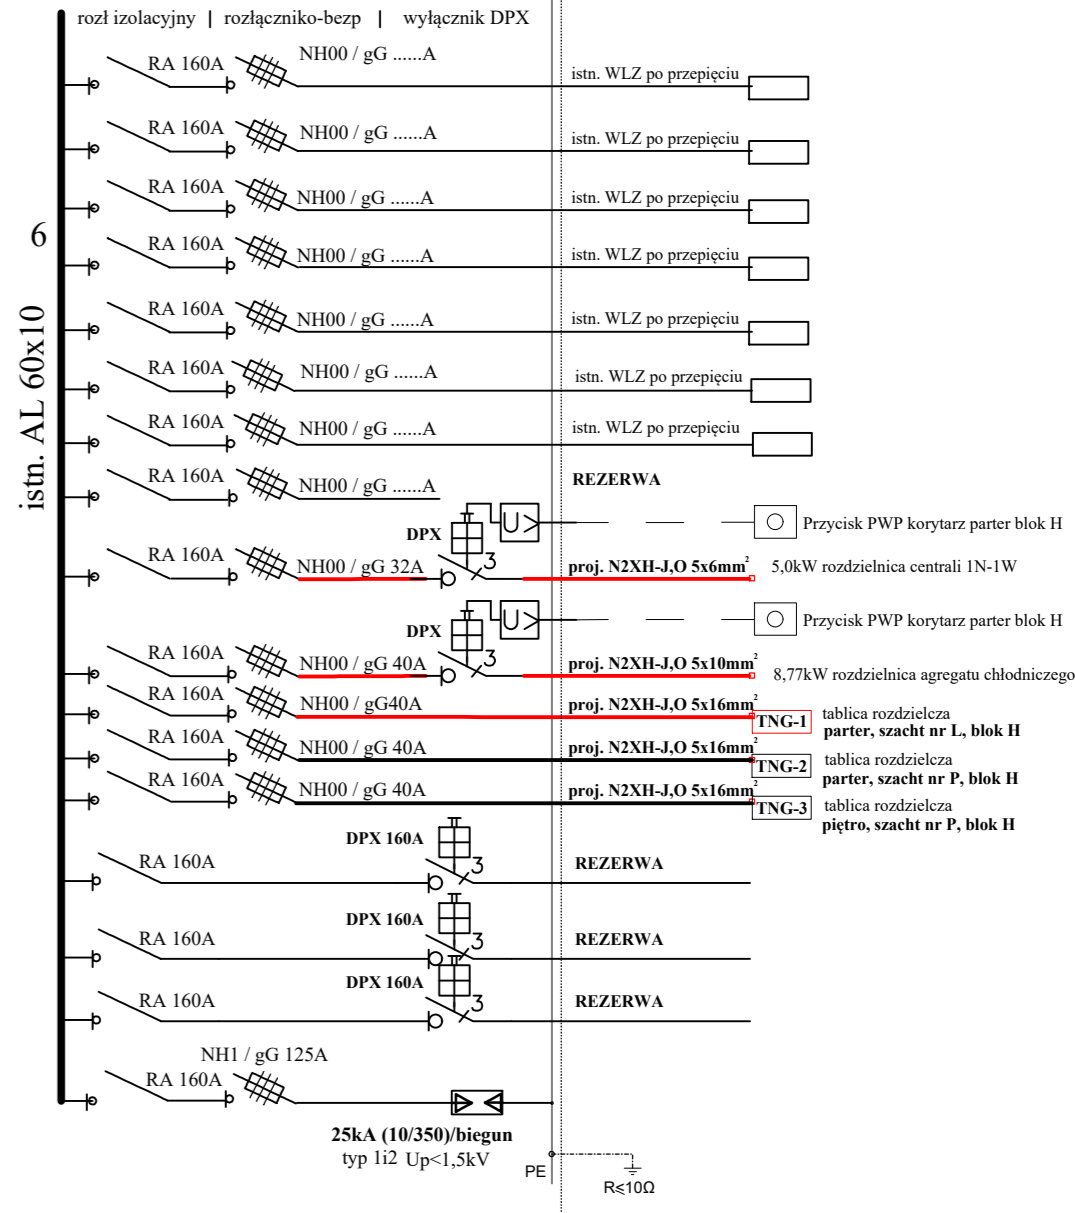 rozł izolacyjny | rozłączniko-bezp | wyłącznik DPX
RA 160A NH00 / gG ......A istn. WLZ po przepięciu
RA 160A NH00 / gG ......A istn. WLZ po przepięciu
RA 160A NH00 / gG ......A istn. WLZ po przepięciu
6
RA 160A NH00 / gG ......A istn. WLZ po przepięciu
istn. AL 60x10
RA 160A NH00 / gG ......A istn. WLZ po przepięciu
RA 160A NH00 / gG ......A istn. WLZ po przepięciu
RA 160A NH00 / gG ......A istn. WLZ po przepięciu
RA 160A NH00 / gG ......A REZERWA
DPX U> Przycisk PWP korytarz parter blok H
RA 160A NH00 / gG 32A 3 proj. N2XH-J,O 5x6mm² 5,0kW rozdzielnica centrali 1N-1W
DPX U> Przycisk PWP korytarz parter blok H
RA 160A NH00 / gG 40A 3 proj. N2XH-J,O 5x10mm² 8,77kW rozdzielnica agregatu chłodniczego
RA 160A NH00 / gG40A proj. N2XH-J,O 5x16mm² TNG-1 tablica rozdzielcza
parter, szacht nr L, blok H
RA 160A NH00 / gG 40A proj. N2XH-J,O 5x16mm² TNG-2 tablica rozdzielcza
parter, szacht nr P, blok H
RA 160A NH00 / gG 40A proj. N2XH-J,O 5x16mm² TNG-3 tablica rozdzielcza
piętro, szacht nr P, blok H
RA 160A DPX 160A 3 REZERWA
RA 160A DPX 160A 3 REZERWA
RA 160A DPX 160A 3 REZERWA
NH1 / gG 125A
RA 160A
25kA (10/350)/biegun
typ 1i2 Up<1,5kV
PE
R⩽10Ω